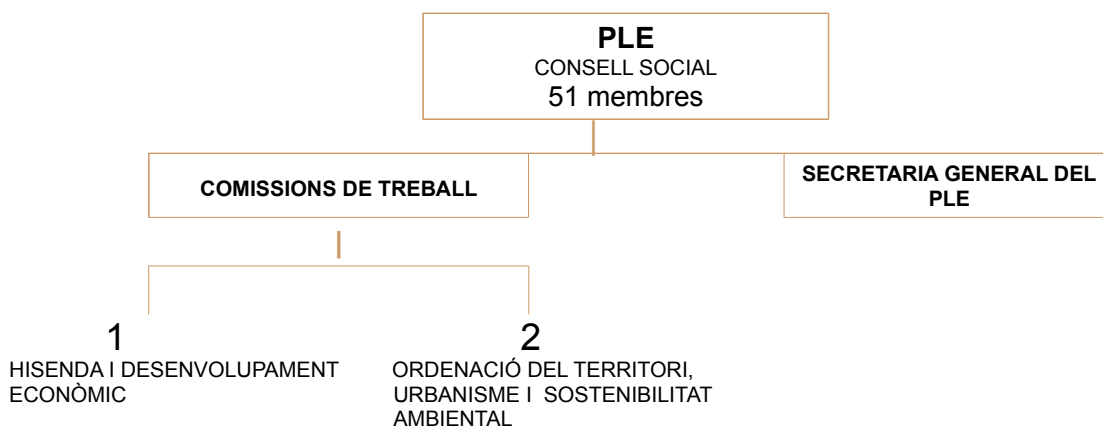 PLE
CONSELL SOCIAL
51 membres
COMISSIONS DE TREBALL
SECRETARIA GENERAL DEL
PLE
1
HISENDA I DESENVOLUPAMENT
ECONÒMIC
2
ORDENACIÓ DEL TERRITORI,
URBANISME I SOSTENIBILITAT
AMBIENTAL